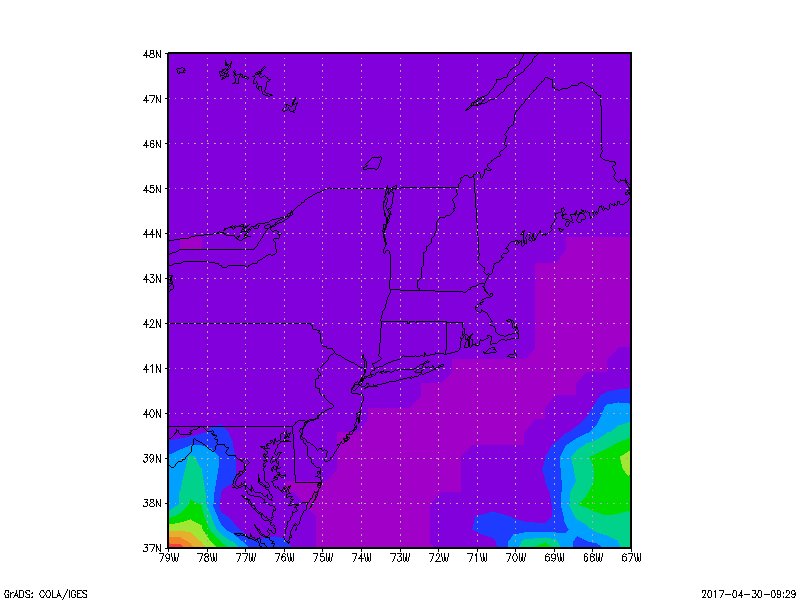 48N
47N
46N
45N
44N
43N
42N
41N
40N
39N
38N
37N
79W 78W 77W 76W 75W 74W 73W 72W 71W 70W 69W 68W 67W
GrADS: COLA/IGES 2017-04-30-09:29